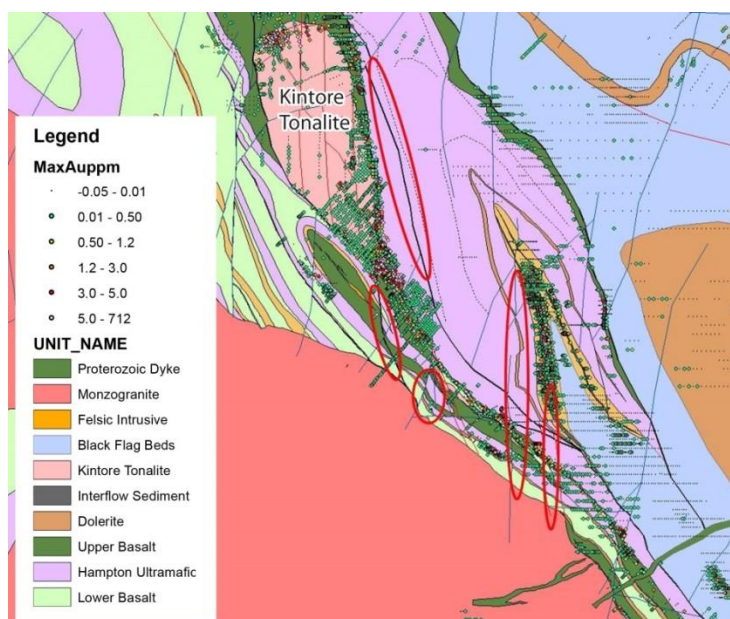 Kintore
Tonalite
Legend
MaxAuppm
-0.05 - 0.01
0.01 - 0.50
0.50 - 1.2
1.2 - 3.0
3.0 - 5.0
5.0 - 712
UNIT_NAME
Proterozoic Dyke
Monzogranite
Felsic Intrusive
Black Flag Beds
Kintore Tonalite
Interflow Sediment
Dolerite
Upper Basalt
Hampton Ultramafic
Lower Basalt